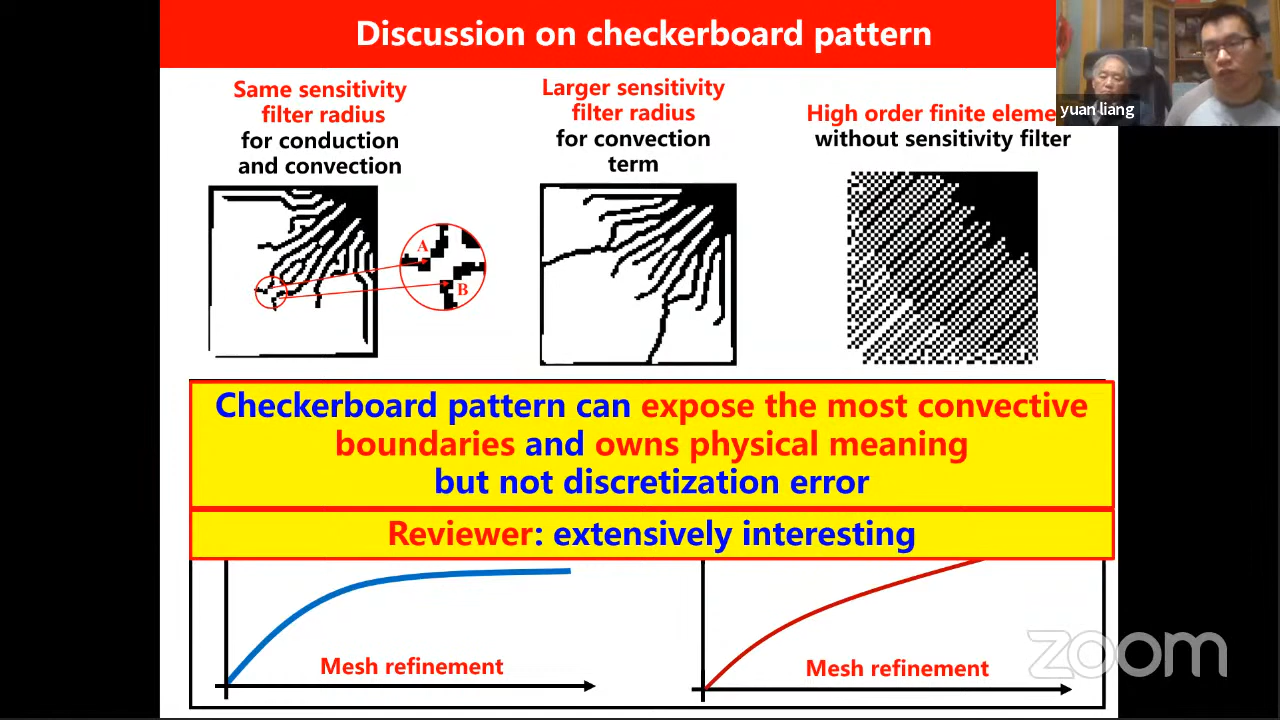 Discussion on checkerboard pattern
yuan liang
Same sensitivity
filter radius
for conduction
and convection
Larger sensitivity
filter radius
for convection
term
High order finite eleme
without sensitivity filter
A
B
Checkerboard pattern can expose the most convective
boundaries and owns physical meaning
but not discretization error
Reviewer: extensively interesting
Mesh refinement
Mesh refinement
zoom